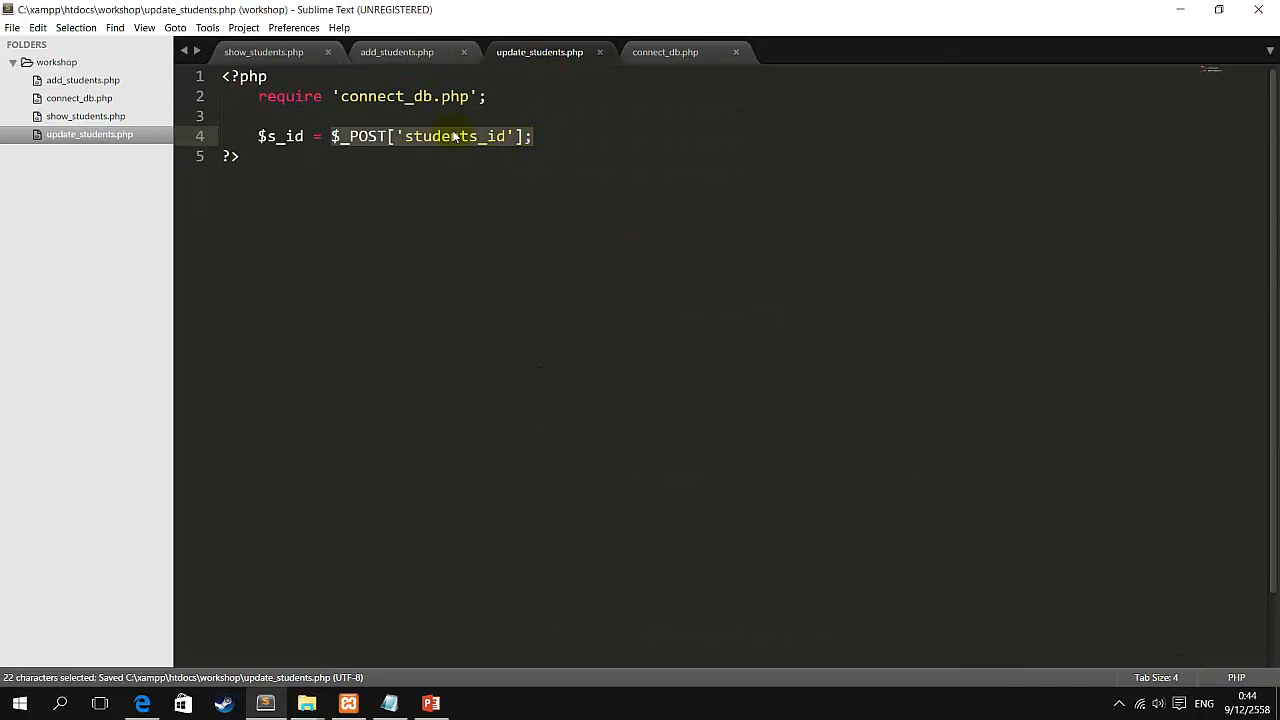 C:\xampp\htdocs\workshop\update_students.php (workshop) - Sublime Text (UNREGISTERED)
File Edit Selection Find View Goto Tools Project Preferences Help
FOLDERS
workshop
add_students.php
connect_db.php
show_students.php
update_students.php
show_students.php × add_students.php × update_students.php × connect_db.php ×
1 <?php
2 require 'connect_db.php';
3
4 $s_id = $_POST['students_id'];
5 ?>
22 characters selected: Saved C:\xampp\htdocs\workshop\update_students.php (UTF-8) Tab Size: 4 PHP
ENG
0:44
9/12/2558